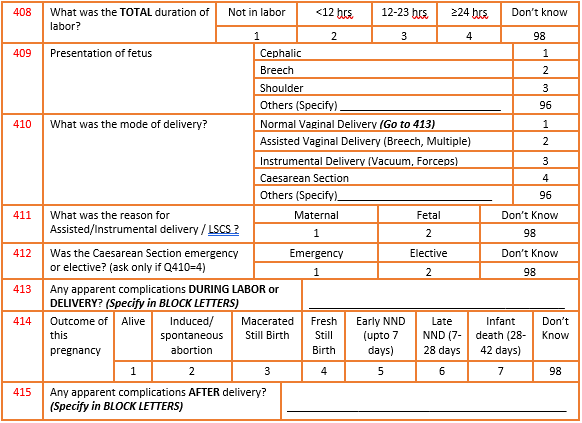 408 What was the TOTAL duration of labor? Not in labor <12 hrs 12-23 hrs ≥24 hrs Don't know
1 2 3 4 98
409 Presentation of fetus Cephalic 1
Breech 2
Shoulder 3
Others (Specify) 96
410 What was the mode of delivery? Normal Vaginal Delivery (Go to 413) 1
Assisted Vaginal Delivery (Breech, Multiple) 2
Instrumental Delivery (Vacuum, Forceps) 3
Caesarean Section 4
Others (Specify) 96
411 What was the reason for Assisted/Instrumental delivery / LSCS ? Maternal Fetal Don't Know
1 2 98
412 Was the Caesarean Section emergency or elective? (ask only if Q410=4) Emergency Elective Don't Know
1 2 98
413 Any apparent complications DURING LABOR or
DELIVERY? (Specify in BLOCK LETTERS)
414 Outcome of this pregnancy Alive Induced/ spontaneous abortion Macerated Still Birth Fresh Still Birth Early NND (upto 7 days) Late NND (7-28 days Infant death (28-42 days) Don't Know
1 2 3 4 5 6 7 98
415 Any apparent complications AFTER delivery?
(Specify in BLOCK LETTERS)